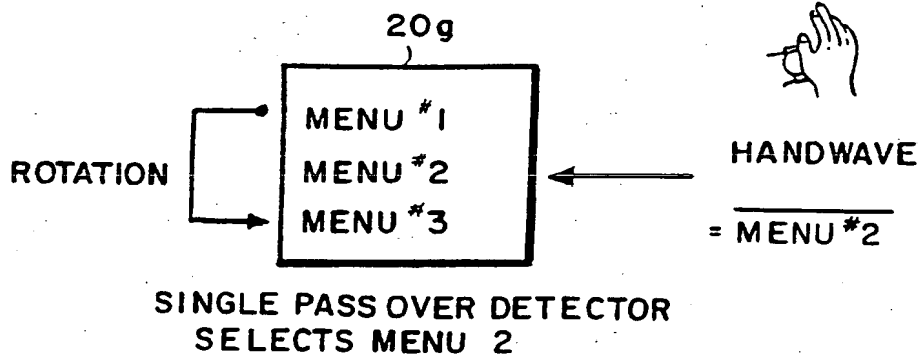 20g
MENU #1
MENU #2
MENU #3
ROTATION
HANDWAVE
= MENU #2
SINGLE PASS OVER DETECTOR
SELECTS MENU 2